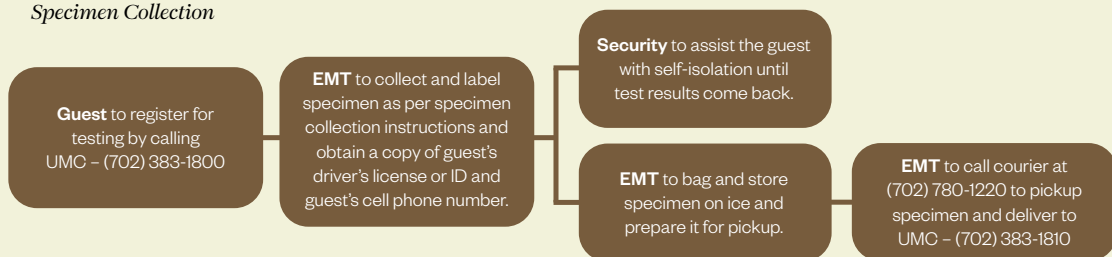 Specimen Collection
Guest to register for
testing by calling
UMC – (702) 383-1800
EMT to collect and label
specimen as per specimen
collection instructions and
obtain a copy of guest’s
driver’s license or ID and
guest’s cell phone number.
Security to assist the guest
with self-isolation until
test results come back.
EMT to bag and store
specimen on ice and
prepare it for pickup.
EMT to call courier at
(702) 780-1220 to pickup
specimen and deliver to
UMC – (702) 383-1810